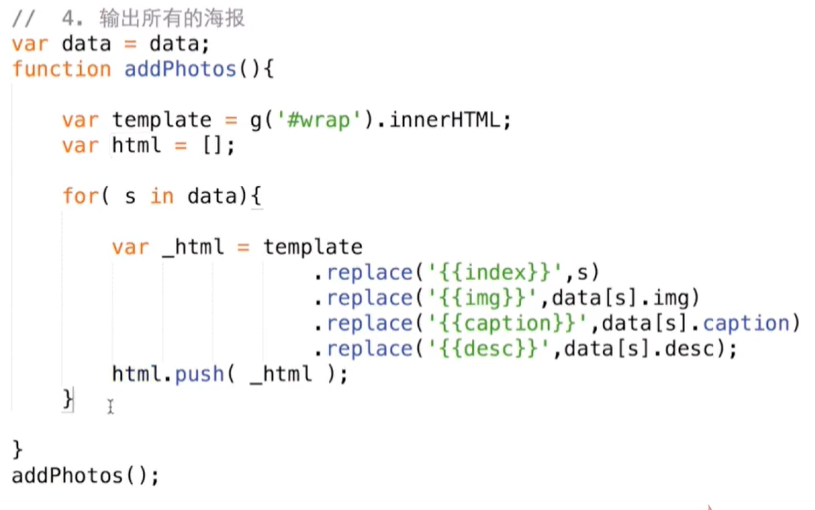 //  4. 输出所有的海报
var data = data;
function addPhotos(){
var template = g('#wrap').innerHTML;
var html = [];
for( s in data){
var _html = template
.replace('{{index}}',s)
.replace('{{img}}',data[s].img)
.replace('{{caption}}',data[s].caption)
.replace('{{desc}}',data[s].desc);
html.push( _html );
}
}
addPhotos();